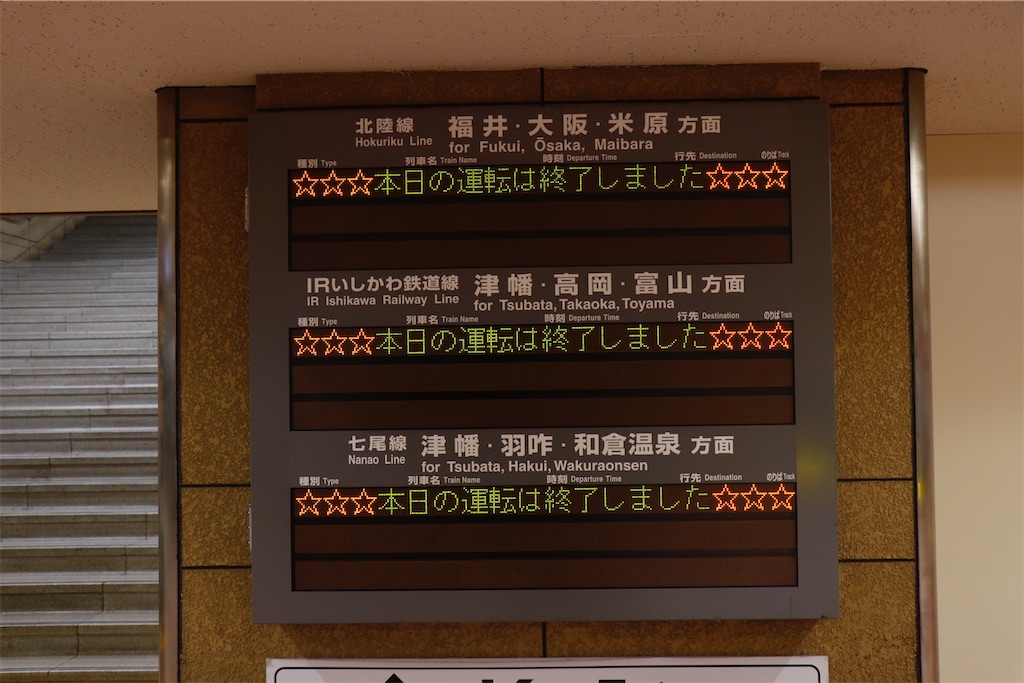 北陸線 福井・大阪・米原 方面
Hokuriku Line for Fukui, Ōsaka, Maibara
種別 Type 列車名 Train Name 時刻 Departure Time 行先 Destination のりば Track
☆☆☆本日の運転は終了しました☆☆☆
IRいしかわ鉄道線 津幡・高岡・富山 方面
IR Ishikawa Railway Line for Tsubata, Takaoka, Toyama
種別 Type 列車名 Train Name 時刻 Departure Time 行先 Destination のりば Track
☆☆☆本日の運転は終了しました☆☆☆
七尾線 津幡・羽咋・和倉温泉 方面
Nanao Line for Tsubata, Hakui, Wakuraonsen
種別 Type 列車名 Train Name 時刻 Departure Time 行先 Destination のりば Track
☆☆☆本日の運転は終了しました☆☆☆